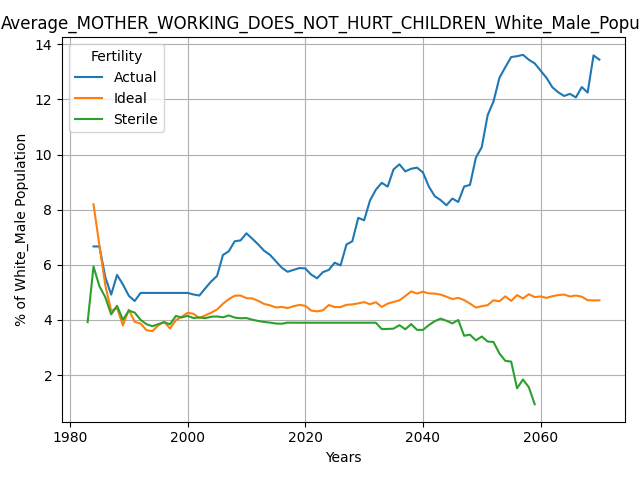 Average_MOTHER_WORKING_DOES_NOT_HURT_CHILDREN_White_Male_Popu
14
12
10
8
6
4
2
% of White_Male Population
Fertility
Actual
Ideal
Sterile
1980
2000
2020
2040
2060
Years